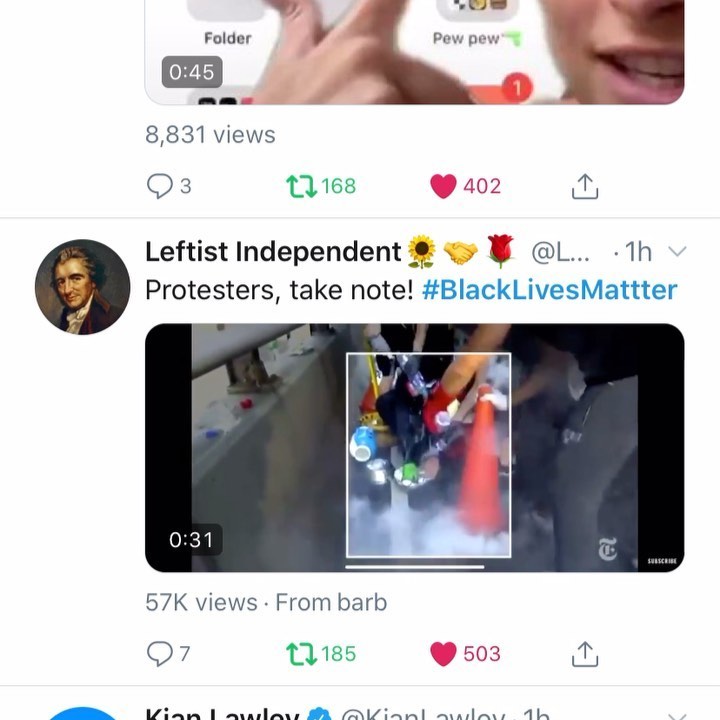 Folder
Pew pew
0:45
1
8,831 views
3 168 402
Leftist Independent🌻🤝🌹 @L... · 1h
Protesters, take note! #BlackLivesMattter
0:31
SUBSCRIBE
57K views · From barb
7 185 503
Kian Lawley @KianLawley · 1h